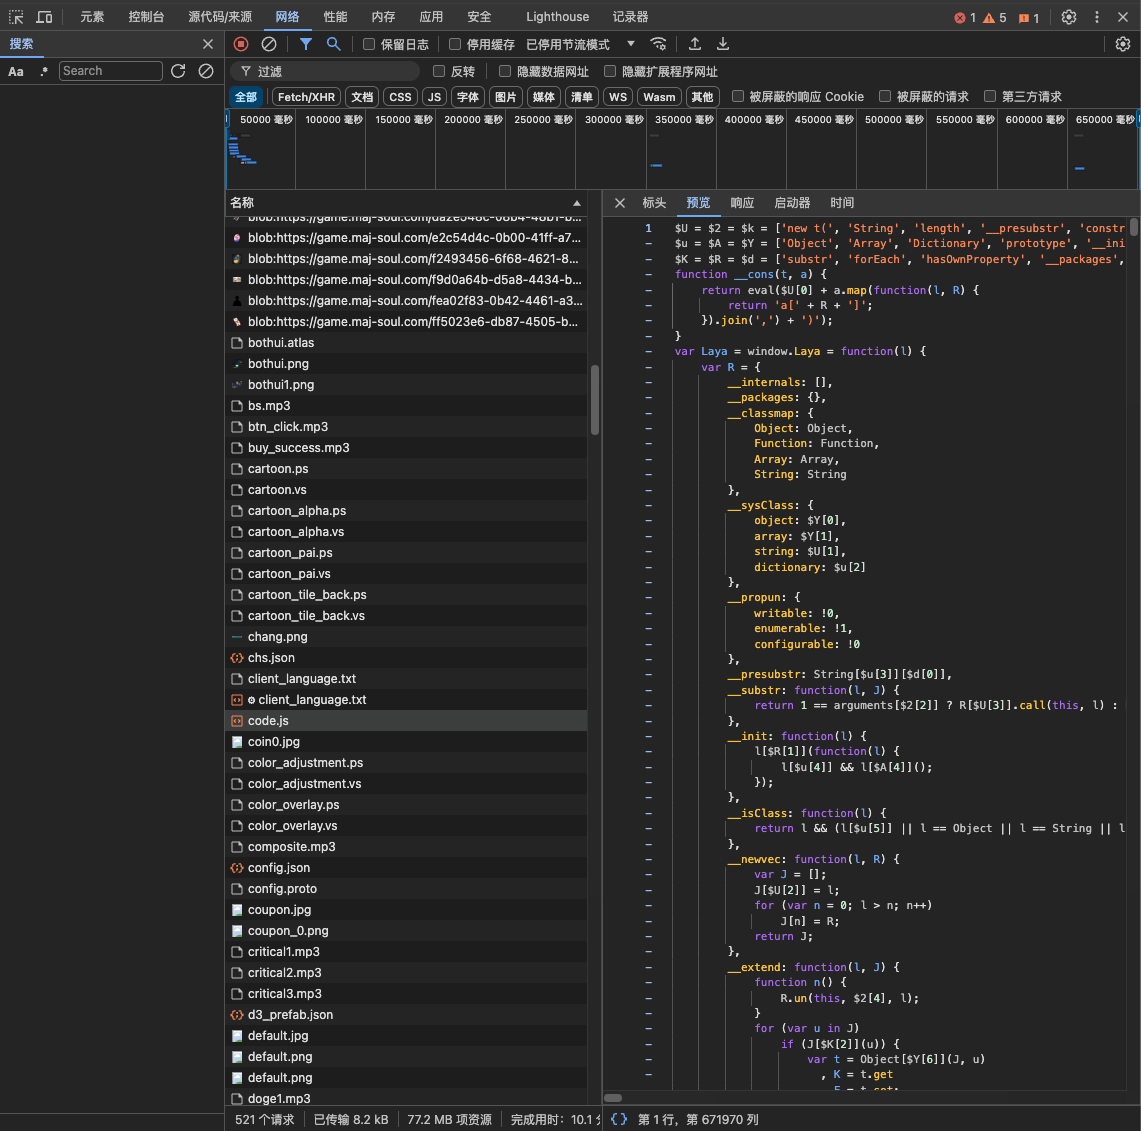 元素 控制台 源代码/来源 网络 性能 内存 应用 安全 Lighthouse 记录器 1 5 1
搜索
保留日志 停用缓存 已停用节流模式
Aa .* Search
过滤 反转 隐藏数据网址 隐藏扩展程序网址
全部 Fetch/XHR 文档 CSS JS 字体 图片 媒体 清单 WS Wasm 其他 被屏蔽的响应 Cookie 被屏蔽的请求 第三方请求
50000 毫秒 100000 毫秒 150000 毫秒 200000 毫秒 250000 毫秒 300000 毫秒 350000 毫秒 400000 毫秒 450000 毫秒 500000 毫秒 550000 毫秒 600000 毫秒 650000 毫秒
名称
blob:https://game.maj-soul.com/e2c54d4c-0b00-41ff-a7...
blob:https://game.maj-soul.com/f2493456-6f68-4621-8...
blob:https://game.maj-soul.com/f9d0a64b-d5a8-4434-b...
blob:https://game.maj-soul.com/fea02f83-0b42-4461-a3...
blob:https://game.maj-soul.com/ff5023e6-db87-4505-b...
bothui.atlas
bothui.png
bothui1.png
bs.mp3
btn_click.mp3
buy_success.mp3
cartoon.ps
cartoon.vs
cartoon_alpha.ps
cartoon_alpha.vs
cartoon_pai.ps
cartoon_pai.vs
cartoon_tile_back.ps
cartoon_tile_back.vs
chang.png
chs.json
client_language.txt
client_language.txt
code.js
coin0.jpg
color_adjustment.ps
color_adjustment.vs
color_overlay.ps
color_overlay.vs
composite.mp3
config.json
config.proto
coupon.jpg
coupon_0.png
critical1.mp3
critical2.mp3
critical3.mp3
d3_prefab.json
default.jpg
default.png
default.png
doge1.mp3
标头 预览 响应 启动器 时间
1 $U = $2 = $k = ['new t(', 'String', 'length', '__presubstr', 'constr
– $u = $A = $Y = ['Object', 'Array', 'Dictionary', 'prototype', '__ini
– $K = $R = $d = ['substr', 'forEach', 'hasOwnProperty', '__packages',
– function __cons(t, a) {
– return eval($U[0] + a.map(function(l, R) {
– return 'a[' + R + ']';
– }).join(',') + ')');
– }
– var Laya = window.Laya = function(l) {
– var R = {
– __internals: [],
– __packages: {},
– __classmap: {
– Object: Object,
– Function: Function,
– Array: Array,
– String: String
– },
– __sysClass: {
– object: $Y[0],
– array: $Y[1],
– string: $U[1],
– dictionary: $u[2]
– },
– __propun: {
– writable: !0,
– enumerable: !1,
– configurable: !0
– },
– __presubstr: String[$u[3]][$d[0]],
– __substr: function(l, J) {
– return 1 == arguments[$2[2]] ? R[$U[3]].call(this, l) :
– },
– __init: function(l) {
– l[$R[1]](function(l) {
– l[$u[4]] && l[$A[4]]();
– });
– },
– __isClass: function(l) {
– return l && (l[$u[5]] || l == Object || l == String || l
– },
– __newvec: function(l, R) {
– var J = [];
– J[$U[2]] = l;
– for (var n = 0; l > n; n++)
– J[n] = R;
– return J;
– },
– __extend: function(l, J) {
– function n() {
– R.un(this, $2[4], l);
– }
– for (var u in J)
– if (J[$K[2]](u)) {
– var t = Object[$Y[6]](J, u)
– , K = t.get
521 个请求 已传输 8.2 kB 77.2 MB 项资源 完成用时：10.1 {} 第 1 行，第 671970 列